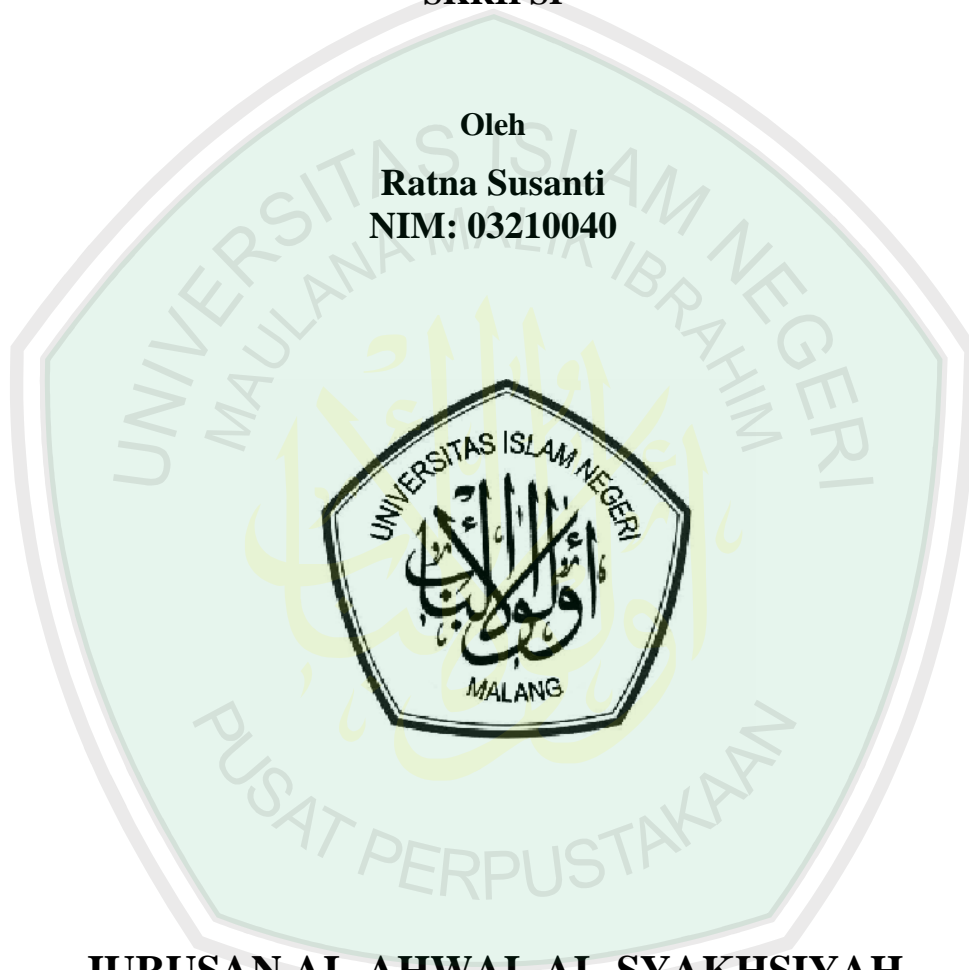 SKRIPSI
Oleh
Ratna Susanti
NIM: 03210040
UNIVERSITAS ISLAM NEGERI
MAULANA MALIK IBRAHIM
UNIVERSITAS ISLAM NEGERI
أولو الألباب
MALANG
PUSAT PERPUSTAKAAN
JURUSAN AL-AHWAL AL-SYAKHSIYAH